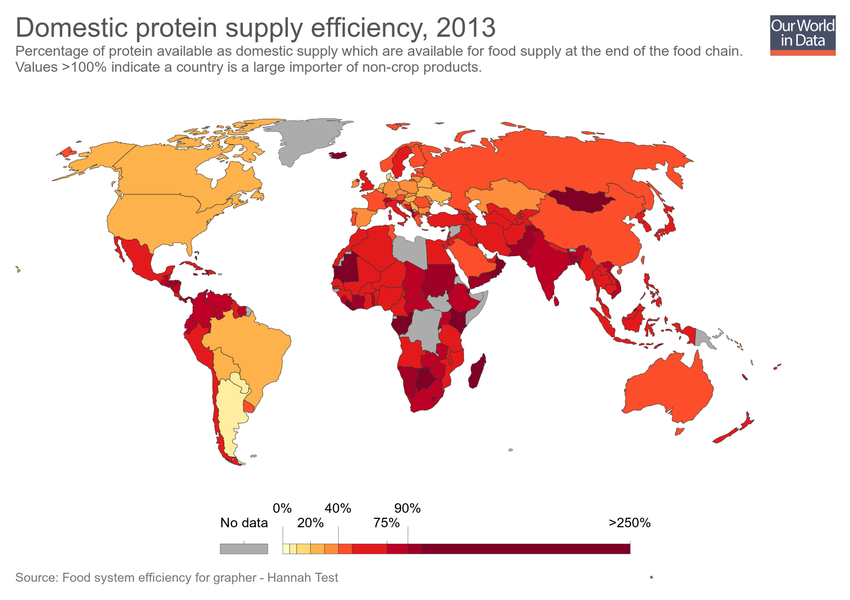 Domestic protein supply efficiency, 2013
Our World
in Data
Percentage of protein available as domestic supply which are available for food supply at the end of the food chain.
Values >100% indicate a country is a large importer of non-crop products.
0% 40% 90%
No data 20% 75% >250%
Source: Food system efficiency for grapher - Hannah Test